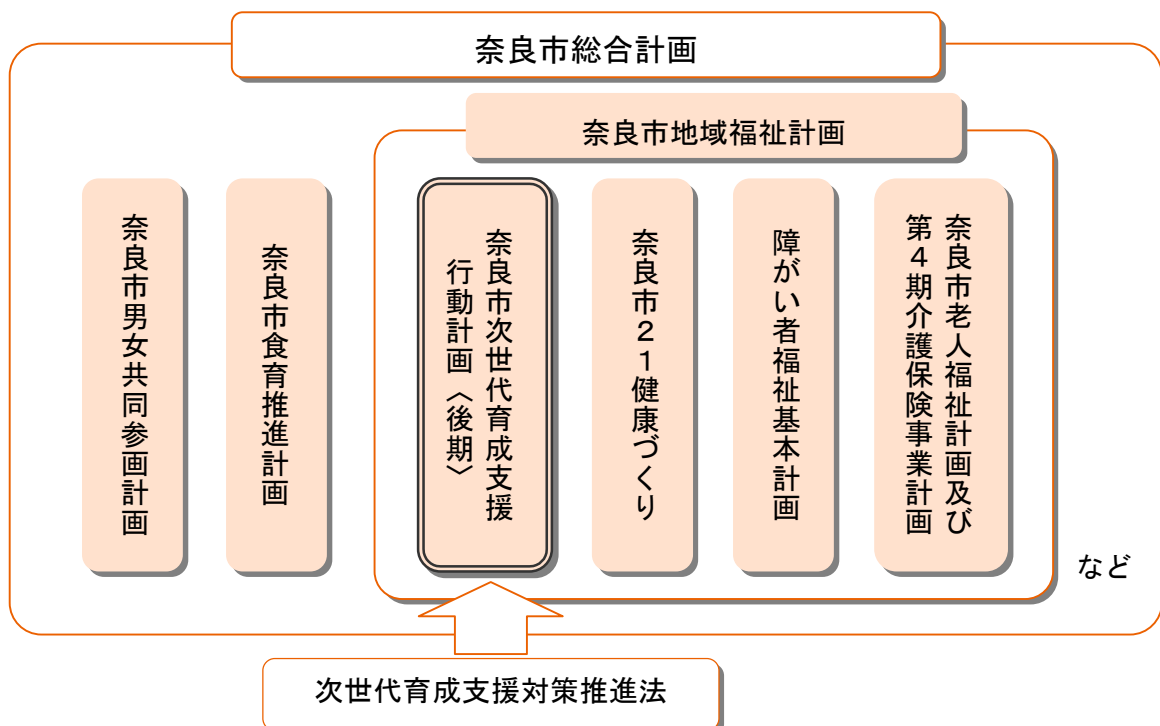 奈良市総合計画
奈良市地域福祉計画
奈良市男女共同参画計画
奈良市食育推進計画
奈良市次世代育成支援
行動計画〈後期〉
奈良市２１健康づくり
障がい者福祉基本計画
奈良市老人福祉計画及び
第４期介護保険事業計画
など
次世代育成支援対策推進法